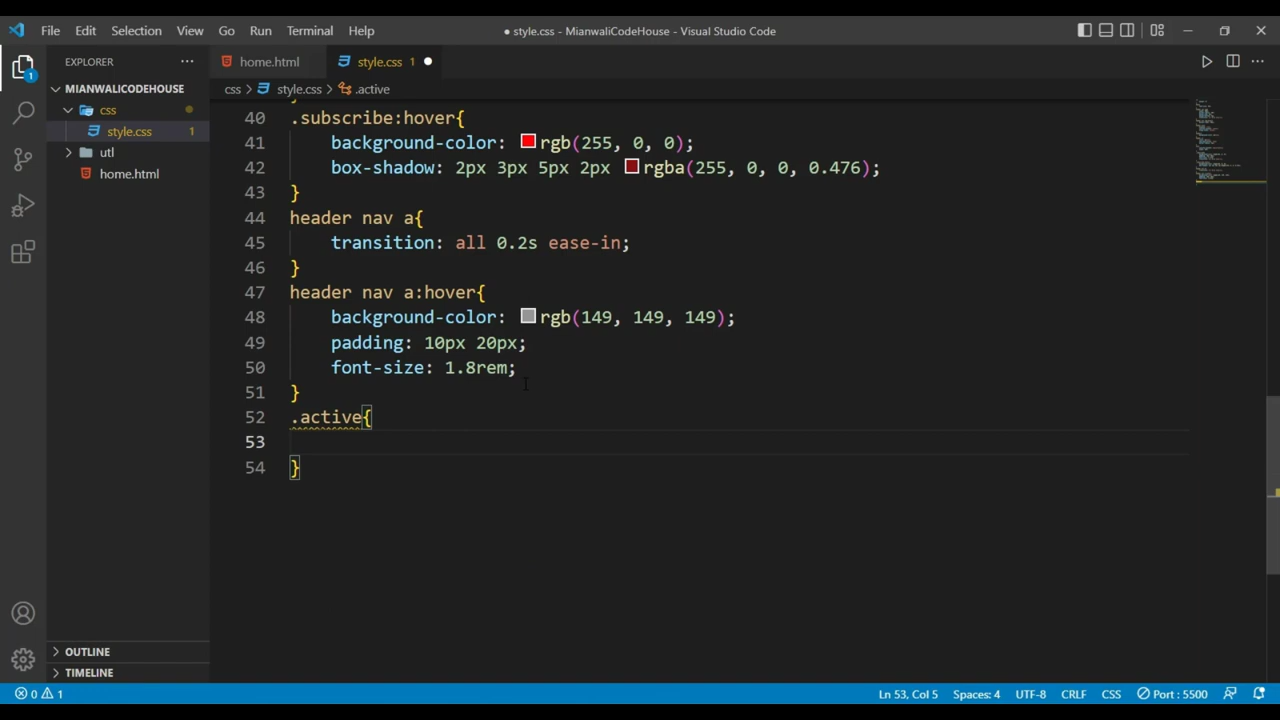 File Edit Selection View Go Run Terminal Help
● style.css - MianwaliCodeHouse - Visual Studio Code
EXPLORER
home.html
style.css 1
1
MIANWALICODEHOUSE
css > style.css > .active
css
style.css 1
utl
home.html
40 .subscribe:hover{
41 background-color: rgb(255, 0, 0);
42 box-shadow: 2px 3px 5px 2px rgba(255, 0, 0, 0.476);
43 }
44 header nav a{
45 transition: all 0.2s ease-in;
46 }
47 header nav a:hover{
48 background-color: rgb(149, 149, 149);
49 padding: 10px 20px;
50 font-size: 1.8rem;
51 }
52 .active{
53
54 }
OUTLINE
TIMELINE
0 1 Ln 53, Col 5 Spaces: 4 UTF-8 CRLF CSS Port : 5500